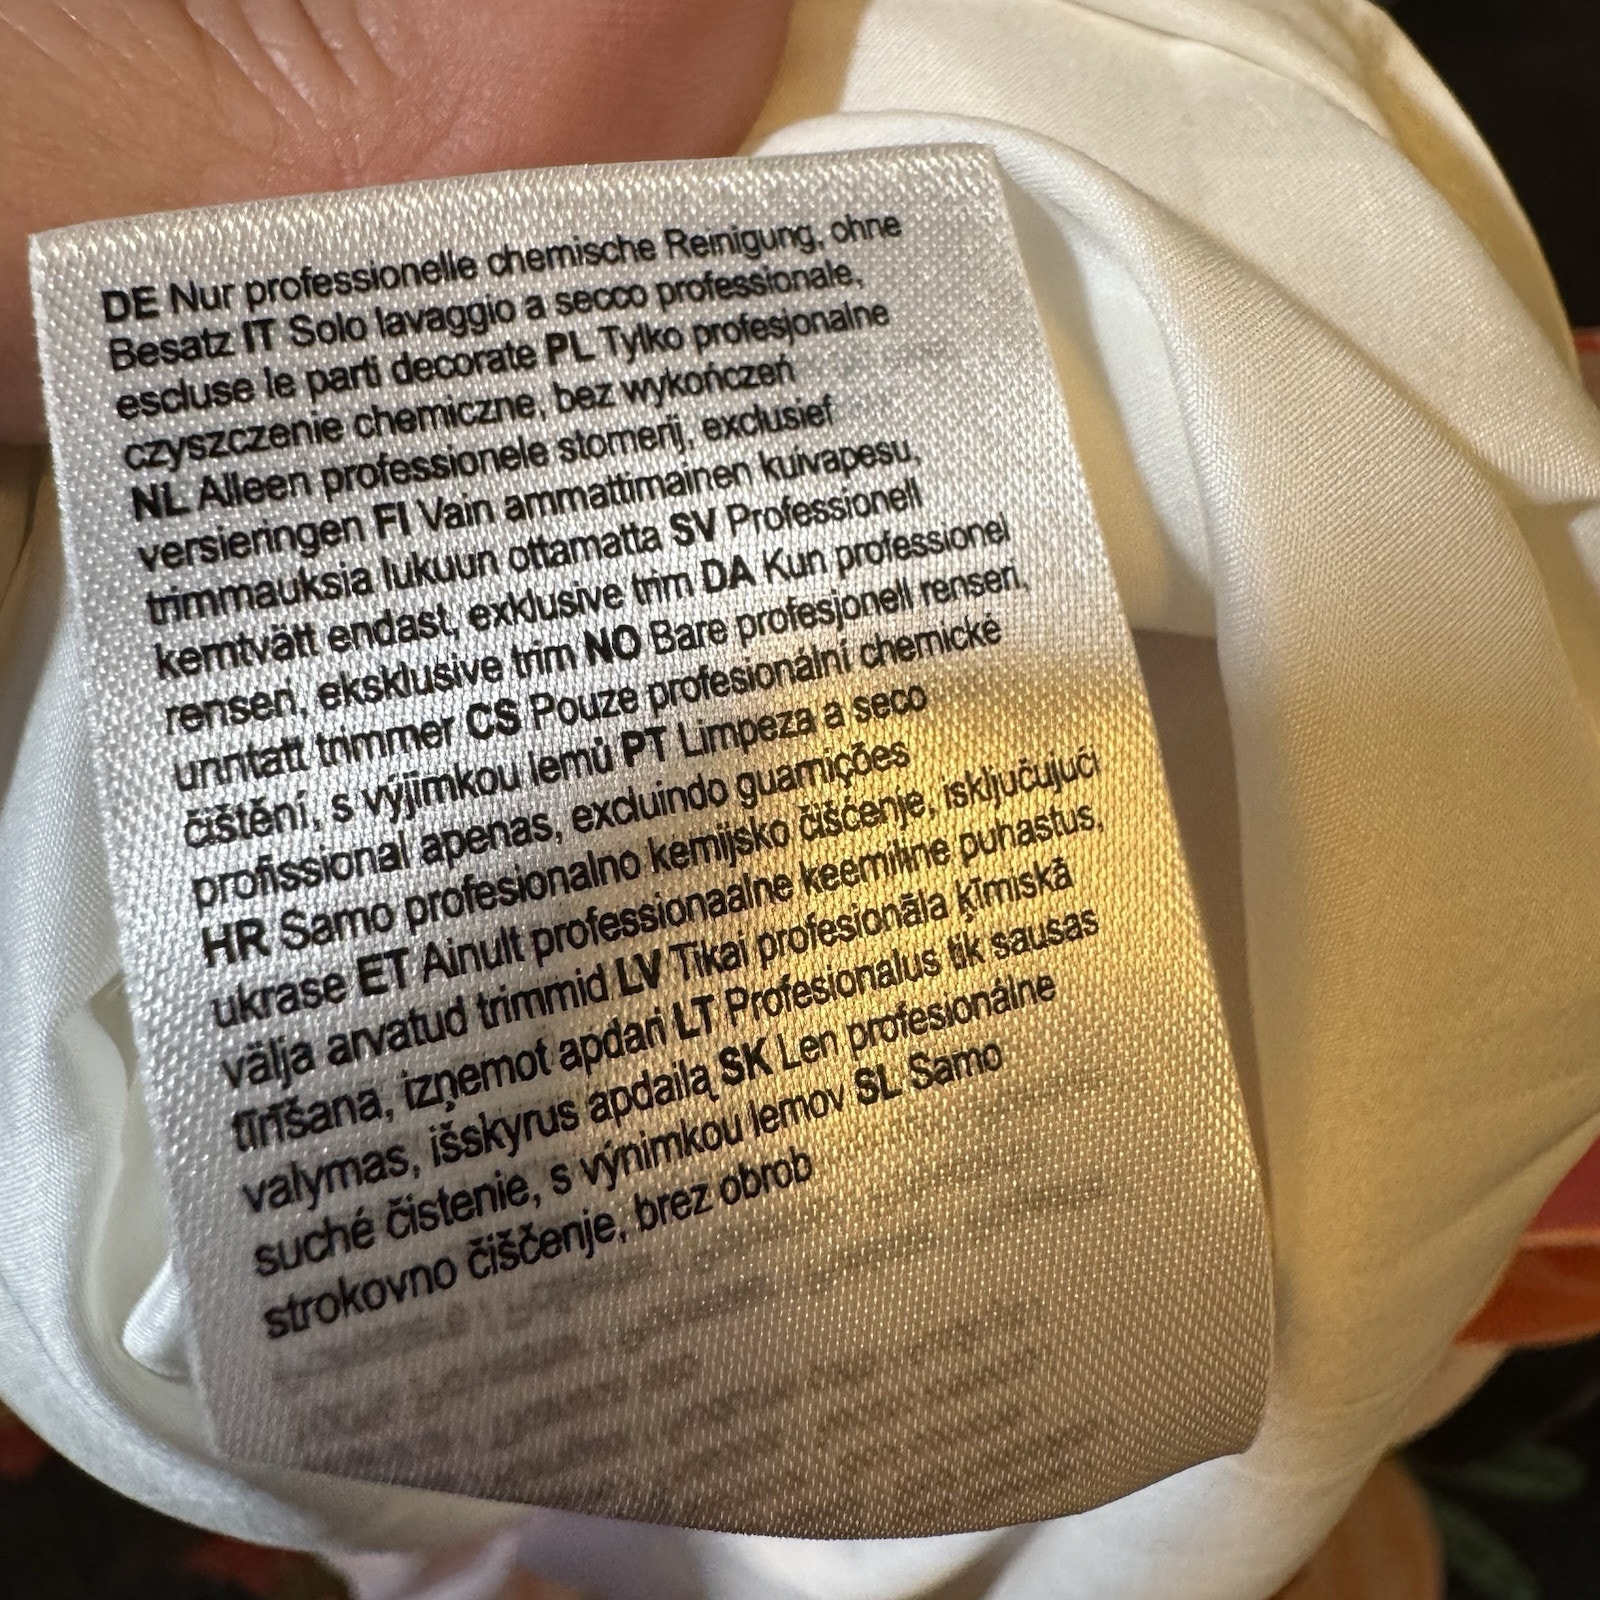 DE Nur professionelle chemische Reinigung, ohne
Besatz IT Solo lavaggio a secco professionale,
escluse le parti decorate PL Tylko profesjonalne
czyszczenie chemiczne, bez wykończeń
NL Alleen professionele stomerij, exclusief
versieringen FI Vain ammattimainen kuivapesu,
trimmauksia lukuun ottamatta SV Professionell
kemtvätt endast, exklusive trim DA Kun professionel
renseri, eksklusive trim NO Bare profesjonell renseri,
unntatt trimmer CS Pouze profesionální chemické
čištění, s výjimkou lemů PT Limpeza a seco
profissional apenas, excluindo guarnições
HR Samo profesionalno kemijsko čišćenje, isključujući
ukrase ET Ainult professionaalne keemiline puhastus,
välja arvatud trimmid LV Tikai profesionāla ķīmiskā
tīrīšana, izņemot apdari LT Profesionalus tik sausas
valymas, išskyrus apdailą SK Len profesionálne
suché čistenie, s výnimkou lemov SL Samo
strokovno čiščenje, brez obrob